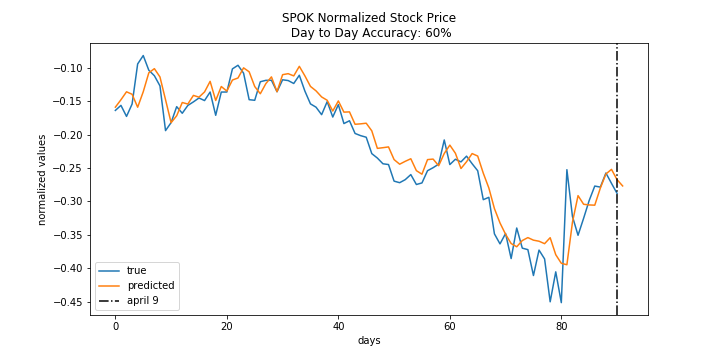 SPOK Normalized Stock Price
Day to Day Accuracy: 60%
−0.10
−0.15
−0.20
−0.25
−0.30
−0.35
−0.40
−0.45
normalized values
true
predicted
april 9
0
20
40
60
80
days